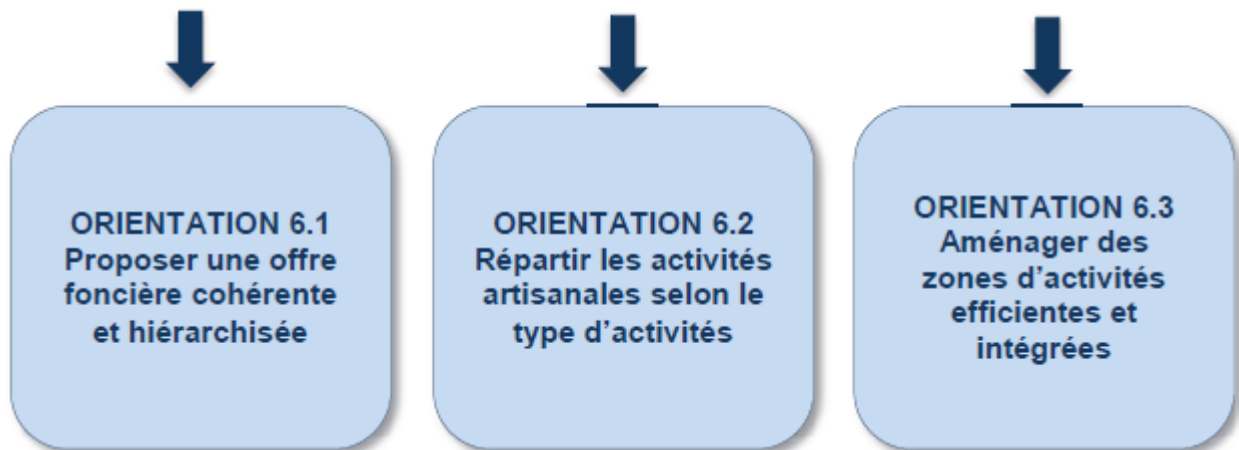 ORIENTATION 6.1
Proposer une offre
foncière cohérente
et hiérarchisée
ORIENTATION 6.2
Répartir les activités
artisanales selon le
type d’activités
ORIENTATION 6.3
Aménager des
zones d’activités
efficientes et
intégrées